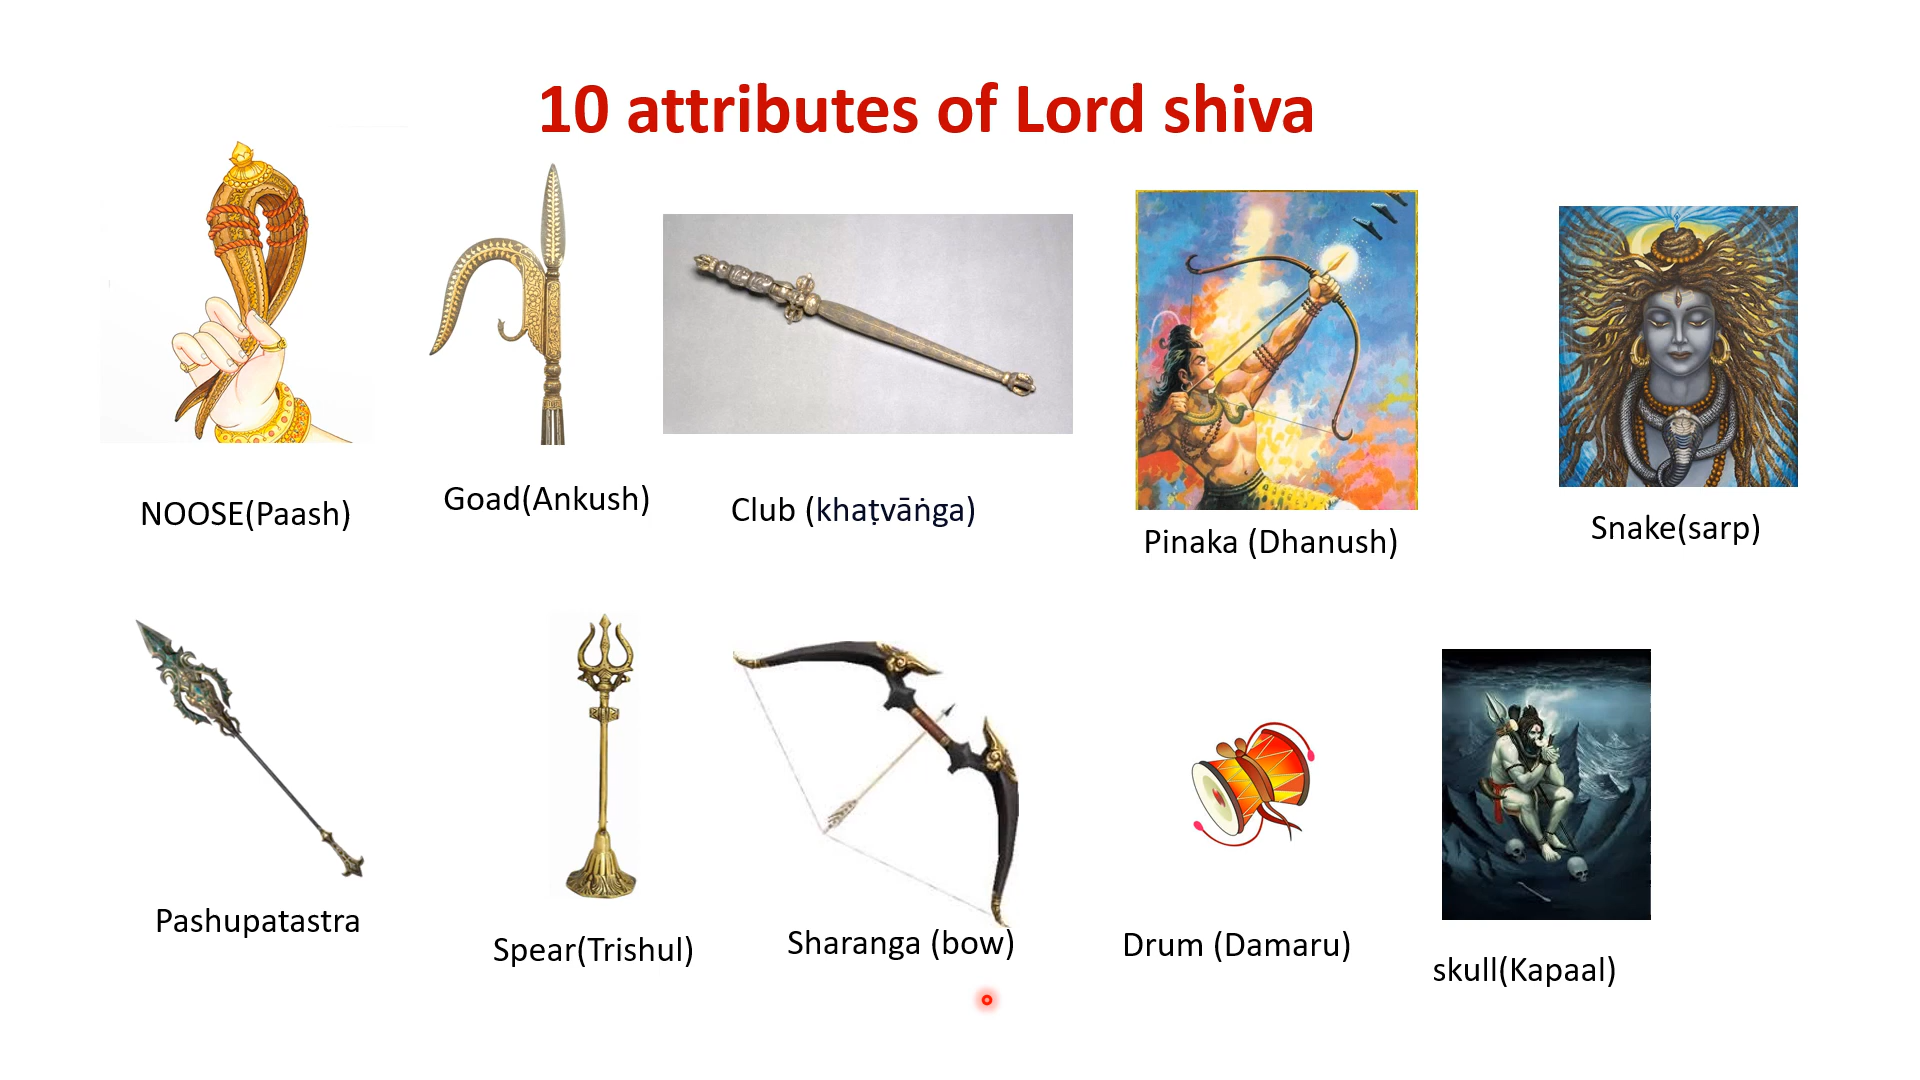 10 attributes of Lord shiva
NOOSE(Paash)
Goad(Ankush)
Club (khaṭvāṅga)
Pinaka (Dhanush)
Snake(sarp)
Pashupatastra
Spear(Trishul)
Sharanga (bow)
Drum (Damaru)
skull(Kapaal)